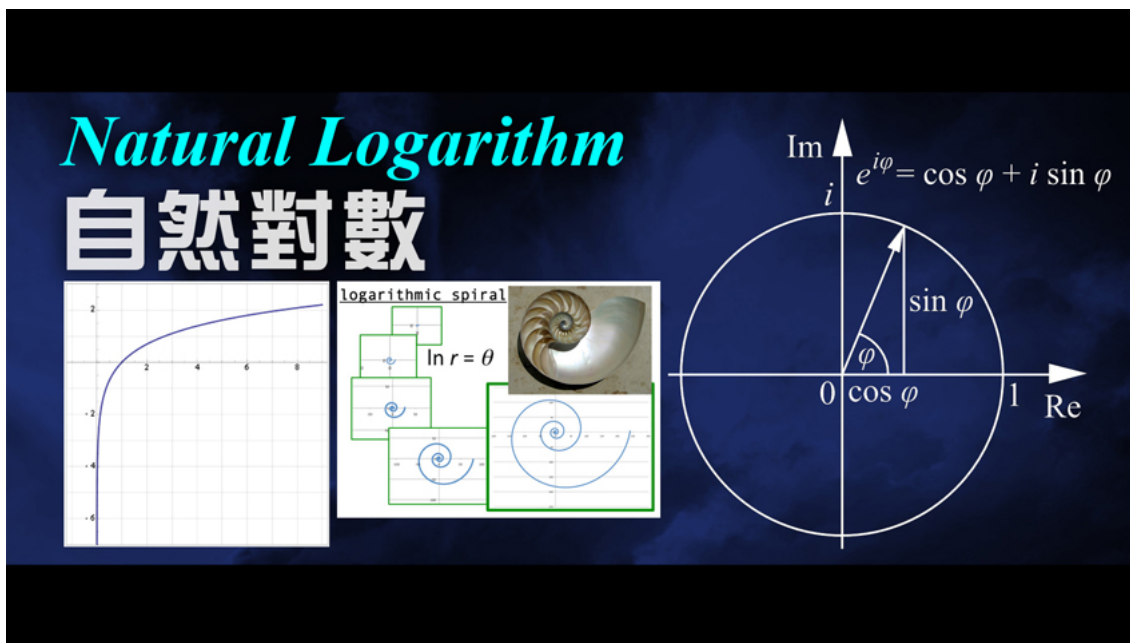 Natural Logarithm
自然對數
2
2
4
6
8
-2
-4
-6
logarithmic spiral
ln r = θ
Im
i
e^{iφ} = cos φ + i sin φ
sin φ
φ
0
cos φ
1
Re